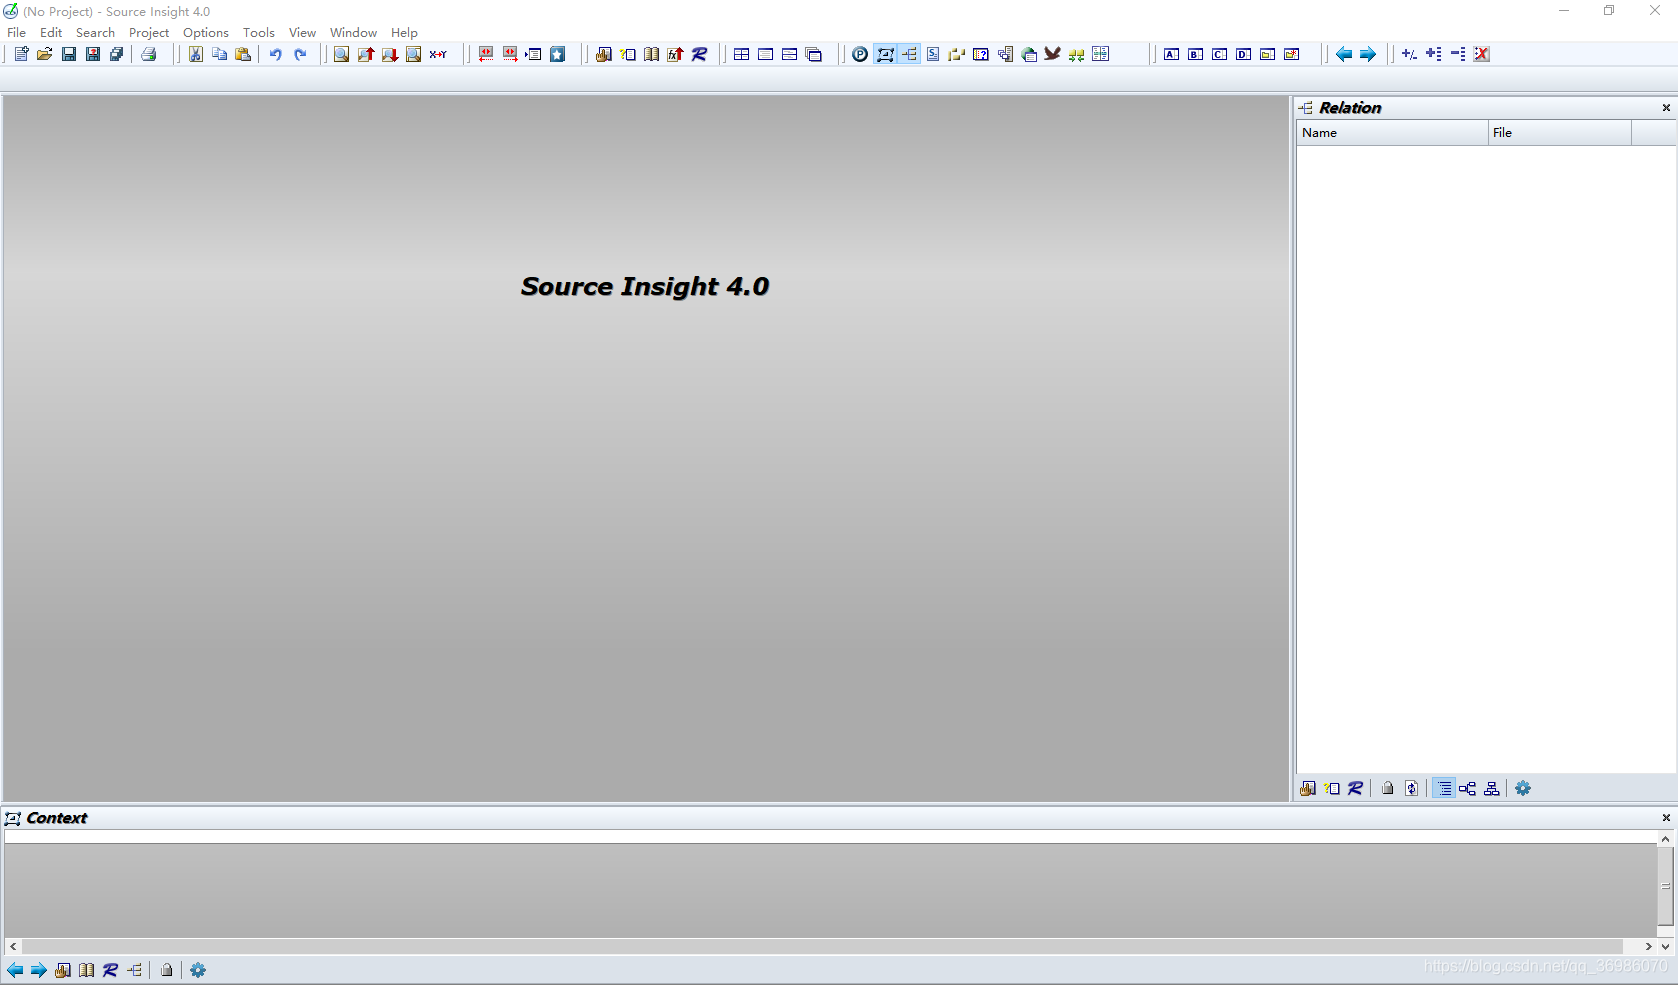 (No Project) - Source Insight 4.0
File Edit Search Project Options Tools View Window Help
Relation
Name File
Source Insight 4.0
Context
https://blog.csdn.net/qq_36986070